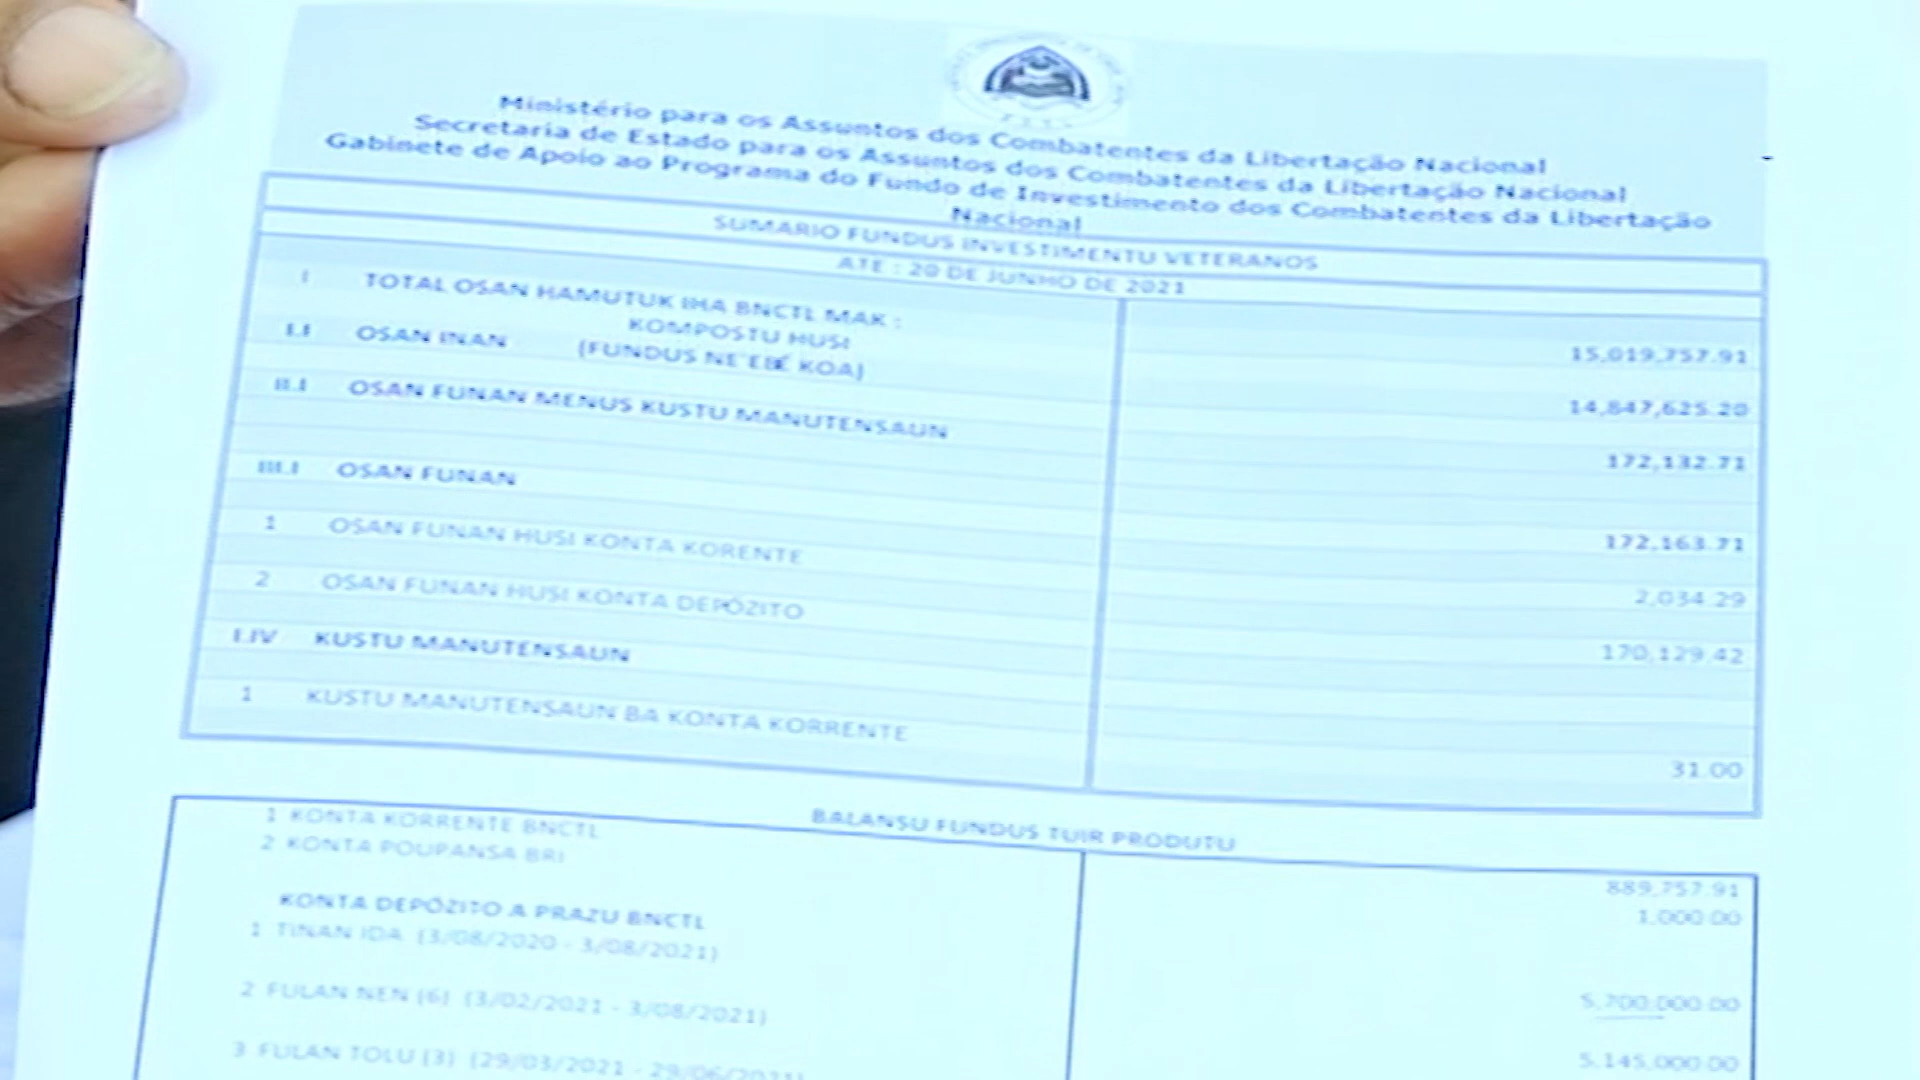 Ministério para os Assuntos dos Combatentes da Libertação Nacional
Secretaria de Estado para os Assuntos dos Combatentes da Libertação Nacional
Gabinete de Apoio ao Programa do Fundo de Investimento dos Combatentes da Libertação
Nacional
SUMARIO FUNDUS INVESTIMENTU VETERANOS
ATE : 20 DE JUNHO DE 2021
I TOTAL OSAN HAMUTUK IHA BNCTL MAK : 15,019,757.91
KOMPOSTU HUSI
I.I OSAN INAN (FUNDUS NE'EBÉ KOA) 14,847,625.20
II.I OSAN FUNAN MENUS KUSTU MANUTENSAUN 172,132.71
III.I OSAN FUNAN 172,163.71
1 OSAN FUNAN HUSI KONTA KORENTE 2,034.29
2 OSAN FUNAN HUSI KONTA DEPÓZITO 170,129.42
I.IV KUSTU MANUTENSAUN
1 KUSTU MANUTENSAUN BA KONTA KORRENTE 31.00
BALANSU FUNDUS TUIR PRODUTU
1 KONTA KORRENTE BNCTL 889,757.91
2 KONTA POUPANSA BRI 1,000.00
KONTA DEPÓZITO A PRAZU BNCTL
1 TINAN IDA (3/08/2020 - 3/08/2021) 5,700,000.00
2 FULAN NEN (6) (3/02/2021 - 3/08/2021) 5,145,000.00
3 FULAN TOLU (3) (29/03/2021 - 29/06/2021)